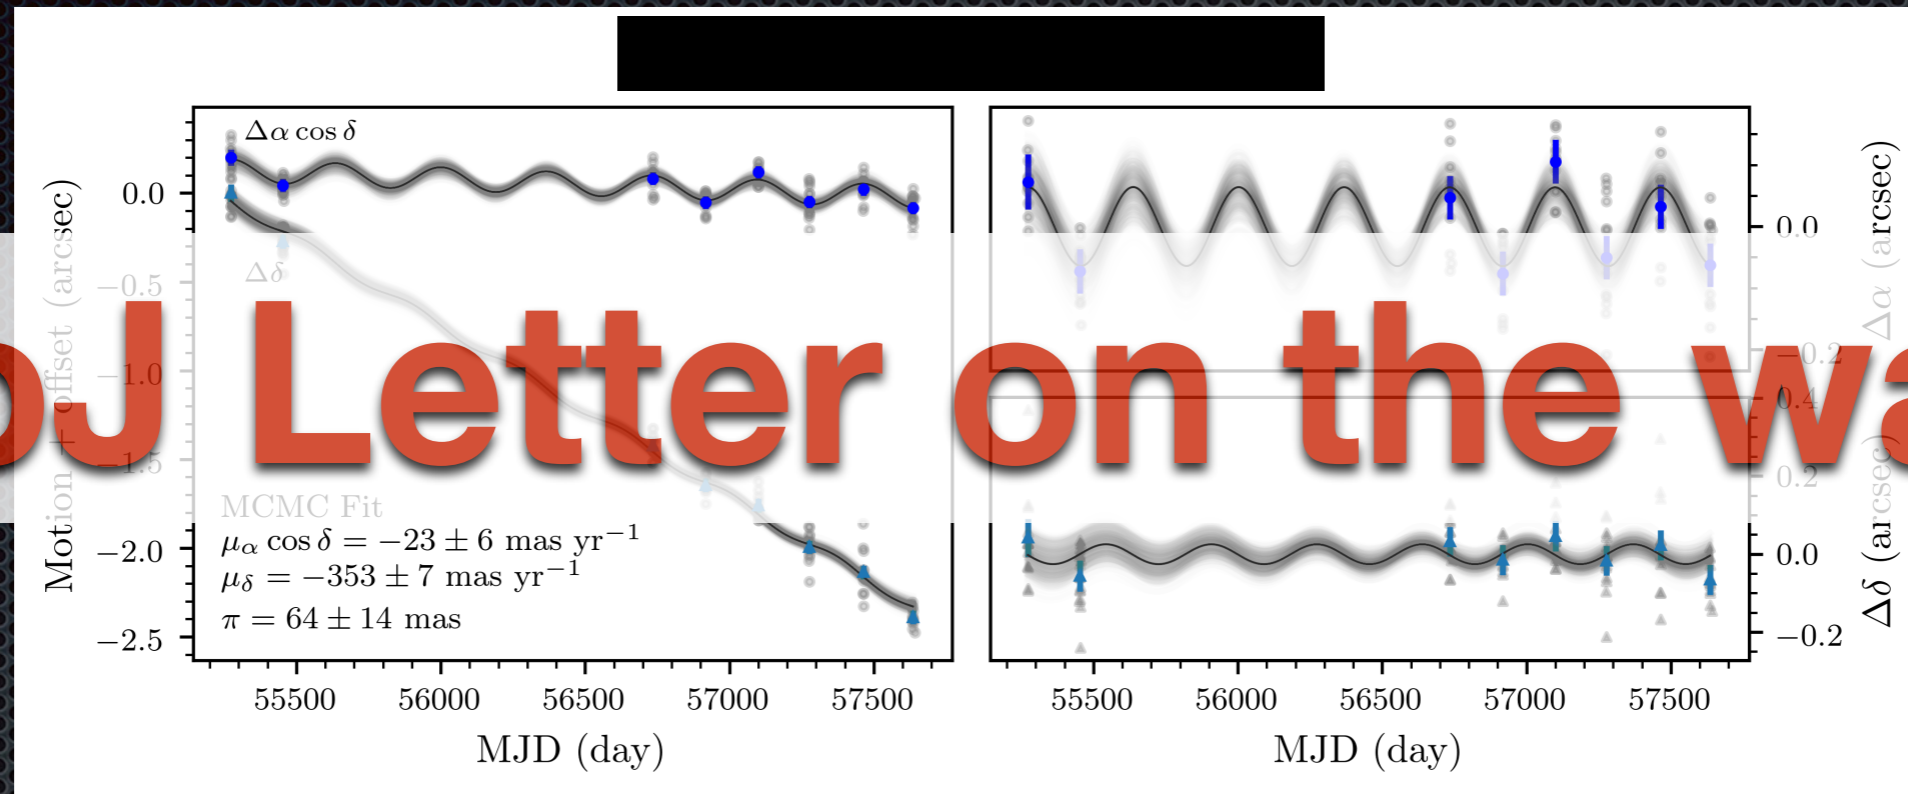 Δα cos δ
Δδ
MCMC Fit
μα cos δ = −23 ± 6 mas yr⁻¹
μδ = −353 ± 7 mas yr⁻¹
π = 64 ± 14 mas
0.0
−0.5
−1.0
−1.5
−2.0
−2.5
Motion + offset (arcsec)
55500 56000 56500 57000 57500
MJD (day)
0.0
−0.2
Δα (arcsec)
0.4
0.2
0.0
−0.2
Δδ (arcsec)
55500 56000 56500 57000 57500
MJD (day)
pJ Letter on the wa